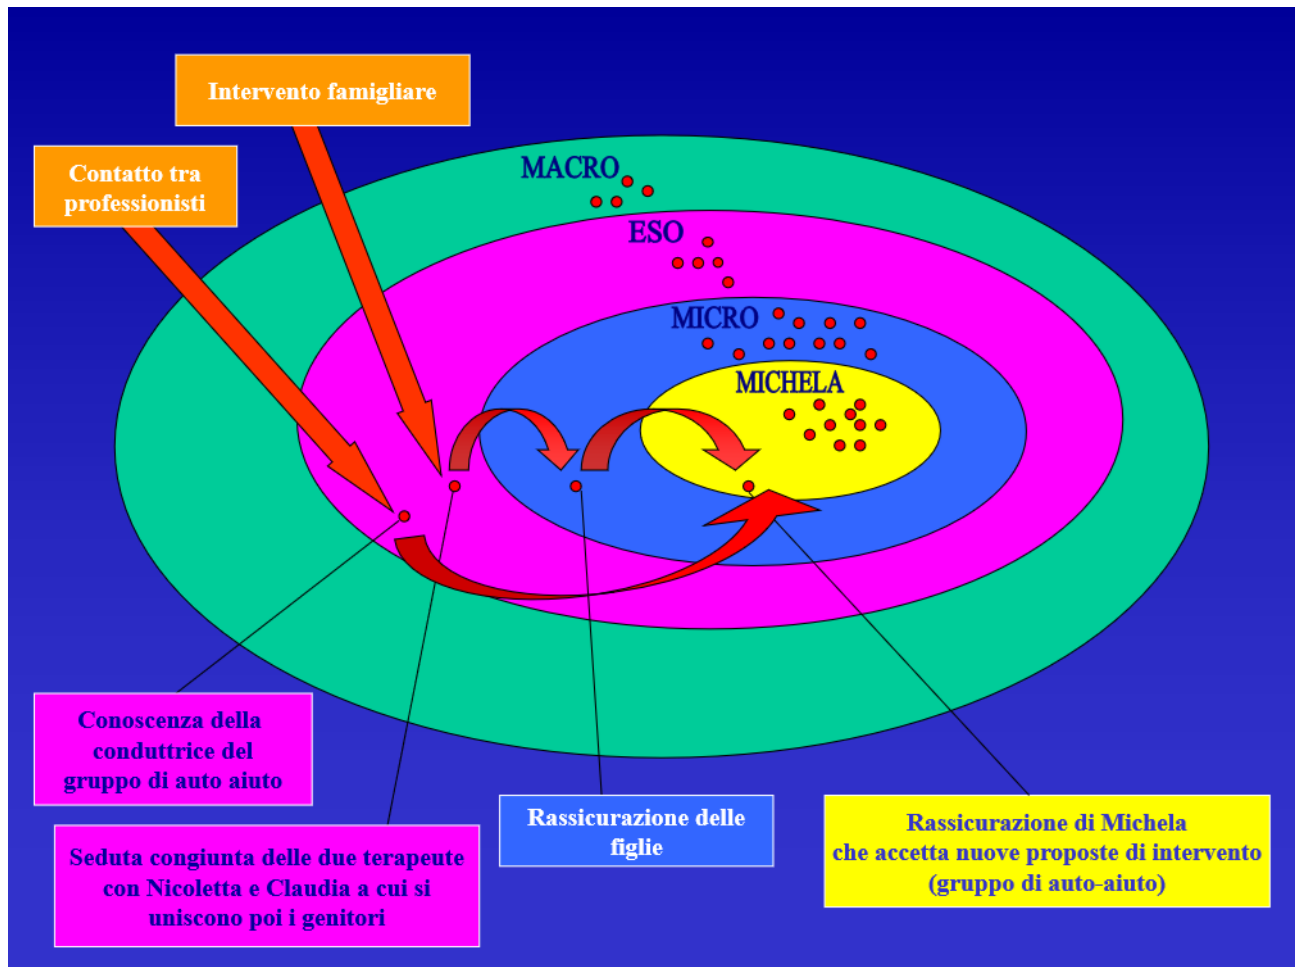 Intervento famigliare
Contatto tra
professionisti
MACRO
ESO
MICRO
MICHELA
Conoscenza della
conduttrice del
gruppo di auto aiuto
Seduta congiunta delle due terapeute
con Nicoletta e Claudia a cui si
uniscono poi i genitori
Rassicurazione delle
figlie
Rassicurazione di Michela
che accetta nuove proposte di intervento
(gruppo di auto-aiuto)